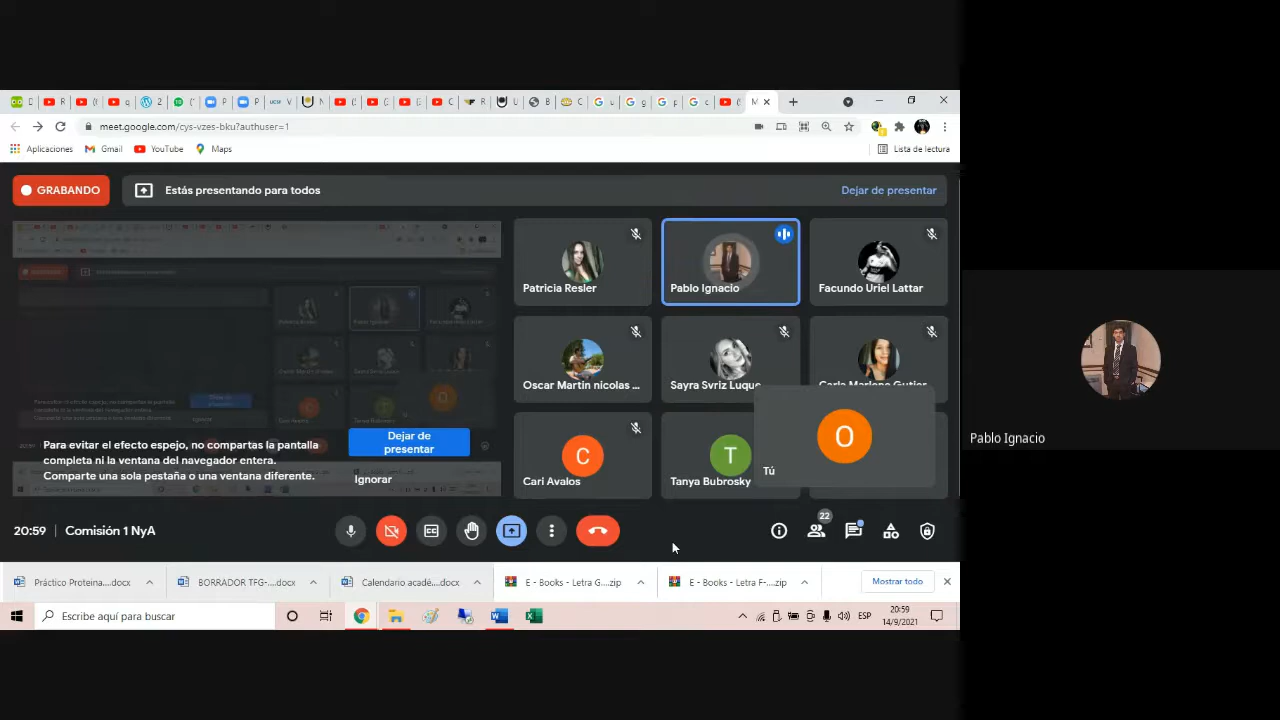 meet.google.com/cys-vzes-bku?authuser=1
Aplicaciones
Gmail
YouTube
Maps
Lista de lectura
GRABANDO
Estás presentando para todos
Dejar de presentar
Patricia Resler
Pablo Ignacio
Facundo Uriel Lattar
Oscar Martin nicolas ...
Sayra Svriz Luque
Carla Marlene Gutier
Cari Avalos
T
Tanya Bubrosky
C
O
Tú
Para evitar el efecto espejo, no compartas la pantalla
completa ni la ventana del navegador entera.
Comparte una sola pestaña o una ventana diferente.
Dejar de
presentar
Ignorar
Pablo Ignacio
20:59
Comisión 1 NyA
22
Práctico Proteina....docx
BORRADOR TFG-....docx
Calendario acadé....docx
E - Books - Letra G....zip
E - Books - Letra F-....zip
Mostrar todo
Escribe aquí para buscar
ESP
20:59
14/9/2021